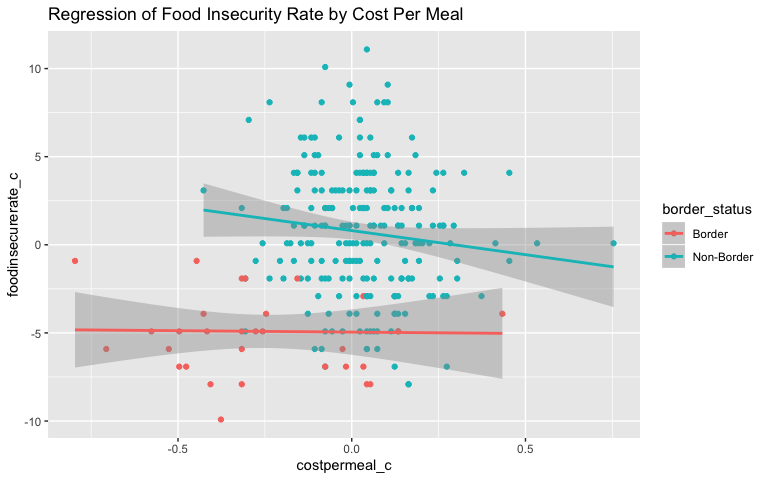 Regression of Food Insecurity Rate by Cost Per Meal
foodinsecurerate_c
10
5
0
-5
-10
-0.5
0.0
0.5
costpermeal_c
border_status
Border
Non-Border